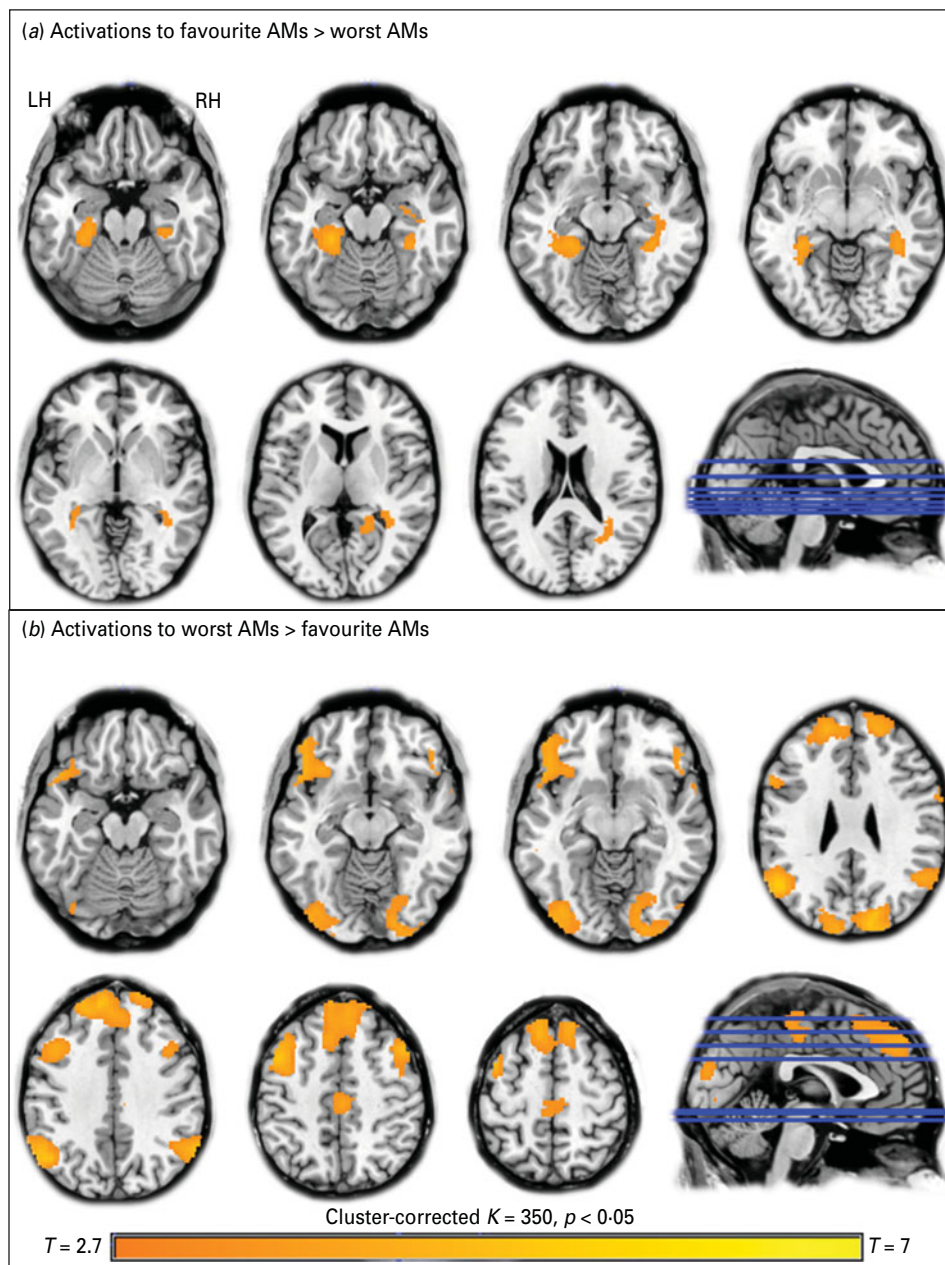 (a) Activations to favourite AMs > worst AMs
LH
RH
(b) Activations to worst AMs > favourite AMs
Cluster-corrected K = 350, p < 0·05
T = 2.7
T = 7